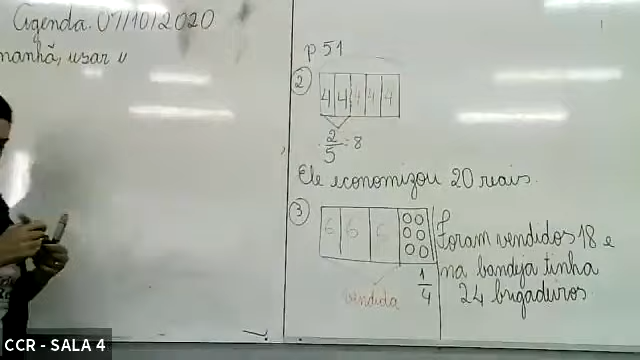 Agenda. 07/10/2020
manhã, usar
p 51
2
4 4 4 4 4
2/5 = 8
Ele economizou 20 reais.
3
6 6 6
Foram vendidos 18 e
na bandeja tinha
24 brigadeiros.
1/4
vendida
CCR - SALA 4